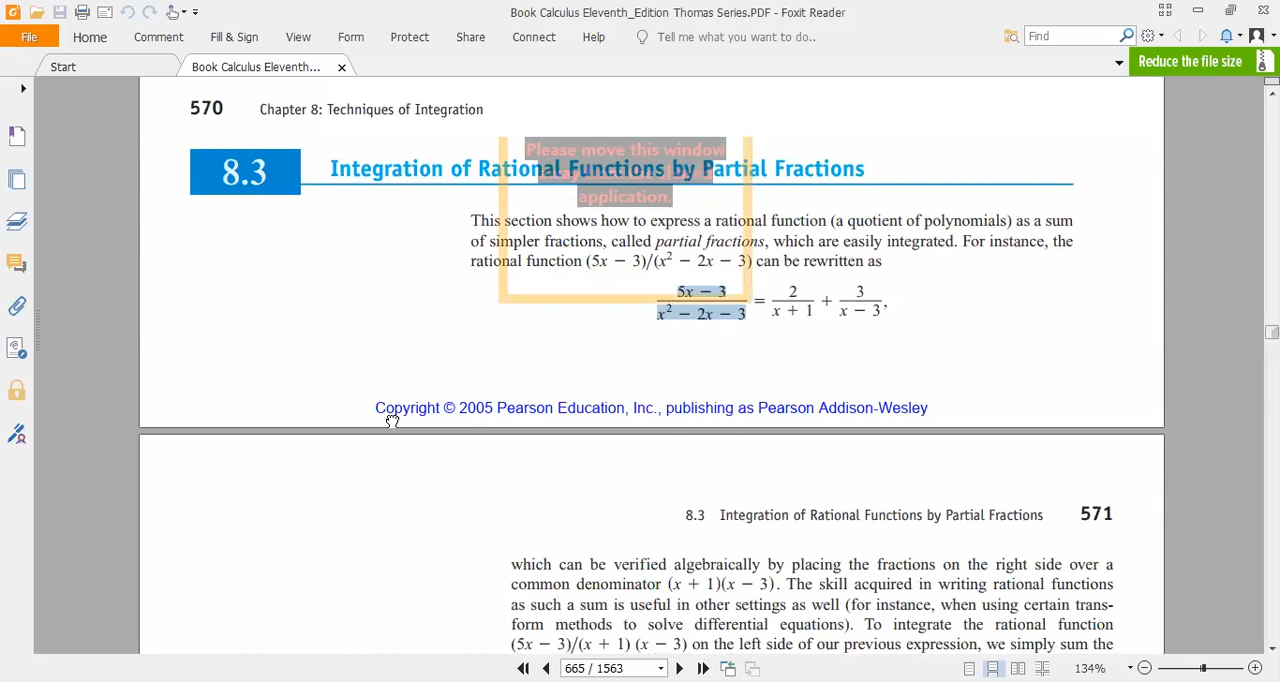 Book Calculus Eleventh_Edition Thomas Series.PDF - Foxit Reader
File Home Comment Fill & Sign View Form Protect Share Connect Help Tell me what you want to do.. Find
Start Book Calculus Eleventh_Edition... Reduce the file size
570 Chapter 8: Techniques of Integration
Please move this window
8.3 Integration of Rational Functions by Partial Fractions
application.
This section shows how to express a rational function (a quotient of polynomials) as a sum
of simpler fractions, called partial fractions, which are easily integrated. For instance, the
rational function (5x − 3)/(x² − 2x − 3) can be rewritten as
5x − 3 / x² − 2x − 3 = 2 / x + 1 + 3 / x − 3,
Copyright © 2005 Pearson Education, Inc., publishing as Pearson Addison-Wesley
8.3 Integration of Rational Functions by Partial Fractions 571
which can be verified algebraically by placing the fractions on the right side over a
common denominator (x + 1)(x − 3). The skill acquired in writing rational functions
as such a sum is useful in other settings as well (for instance, when using certain trans-
form methods to solve differential equations). To integrate the rational function
(5x − 3)/(x + 1) (x − 3) on the left side of our previous expression, we simply sum the
665 / 1563 134%